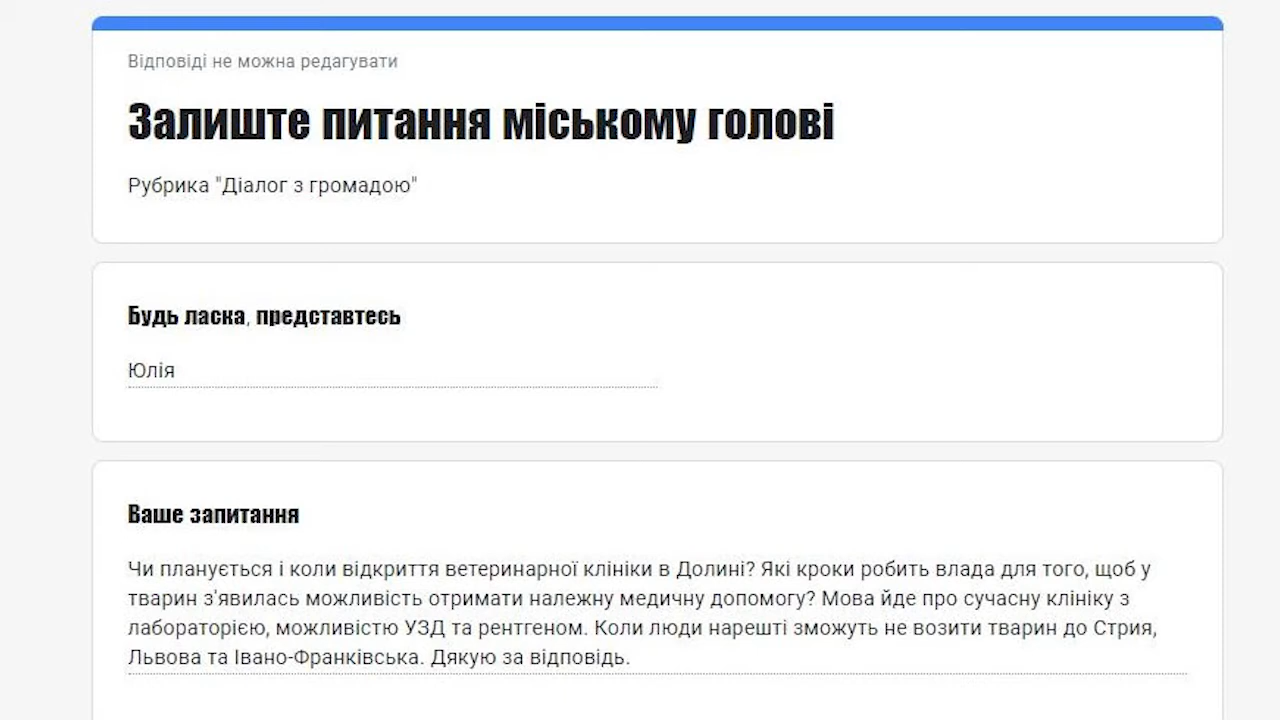 Відповіді не можна редагувати
Залиште питання міському голові
Рубрика "Діалог з громадою"
Будь ласка, представтесь
Юлія
Ваше запитання
Чи планується і коли відкриття ветеринарної клініки в Долині? Які кроки робить влада для того, щоб у
тварин з'явилась можливість отримати належну медичну допомогу? Мова йде про сучасну клініку з
лабораторією, можливістю УЗД та рентгеном. Коли люди нарешті зможуть не возити тварин до Стрия,
Львова та Івано-Франківська. Дякую за відповідь.